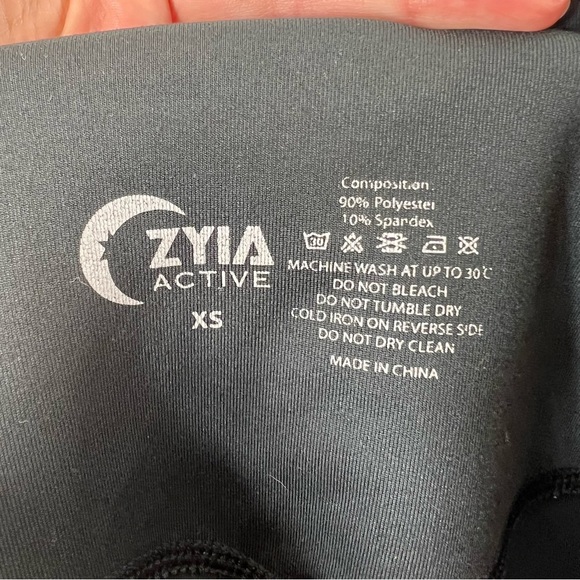 ZYIA
ACTIVE
XS
Composition:
90% Polyester
10% Spandex
30
MACHINE WASH AT UP TO 30℃
DO NOT BLEACH
DO NOT TUMBLE DRY
COLD IRON ON REVERSE SIDE
DO NOT DRY CLEAN
MADE IN CHINA